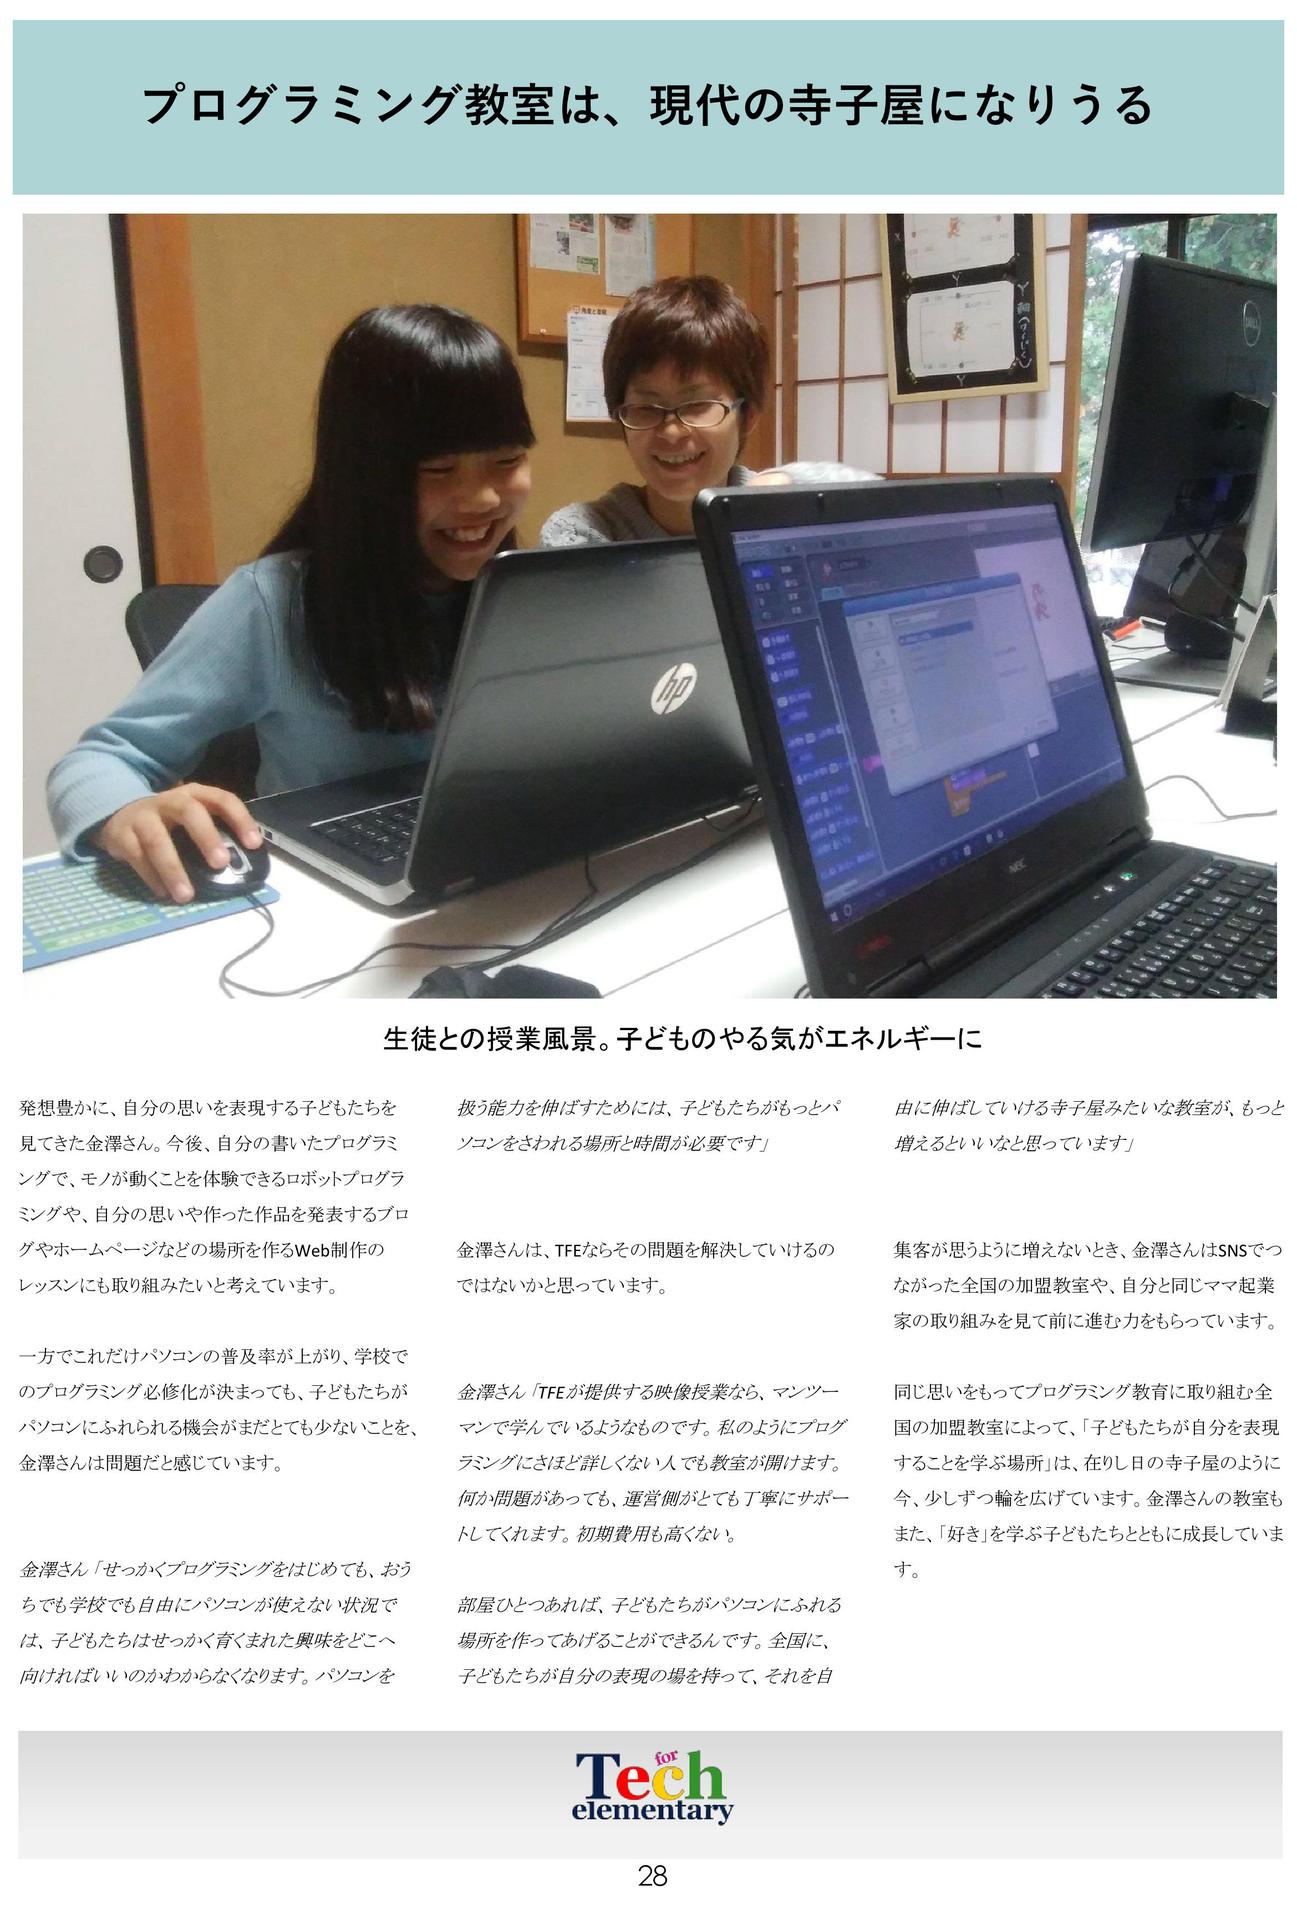 プログラミング教室は、現代の寺子屋になりうる
DELL
hp
NEC
生徒との授業風景。子どものやる気がエネルギーに
発想豊かに、自分の思いを表現する子どもたちを
見てきた金澤さん。今後、自分の書いたプログラミ
ングで、モノが動くことを体験できるロボットプログラ
ミングや、自分の思いや作った作品を発表するブロ
グやホームページなどの場所を作るWeb制作の
レッスンにも取り組みたいと考えています。
一方でこれだけパソコンの普及率が上がり、学校で
のプログラミング必修化が決まっても、子どもたちが
パソコンにふれられる機会がまだとても少ないことを、
金澤さんは問題だと感じています。
金澤さん「せっかくプログラミングをはじめても、おう
ちでも学校でも自由にパソコンが使えない状況で
は、子どもたちはせっかく育くまれた興味をどこへ
向ければいいのかわからなくなります。パソコンを
扱う能力を伸ばすためには、子どもたちがもっとパ
ソコンをさわれる場所と時間が必要です」
金澤さんは、TFEならその問題を解決していけるの
ではないかと思っています。
金澤さん「TFEが提供する映像授業なら、マンツー
マンで学んでいるようなものです。私のようにプログ
ラミングにさほど詳しくない人でも教室が開けます。
何か問題があっても、運営側がとても丁寧にサポー
トしてくれます。初期費用も高くない。
部屋ひとつあれば、子どもたちがパソコンにふれる
場所を作ってあげることができるんです。全国に、
子どもたちが自分の表現の場を持って、それを自
由に伸ばしていける寺子屋みたいな教室が、もっと
増えるといいなと思っています」
集客が思うように増えないとき、金澤さんはSNSでつ
ながった全国の加盟教室や、自分と同じママ起業
家の取り組みを見て前に進む力をもらっています。
同じ思いをもってプログラミング教育に取り組む全
国の加盟教室によって、「子どもたちが自分を表現
することを学ぶ場所」は、在りし日の寺子屋のように
今、少しずつ輪を広げています。金澤さんの教室も
また、「好き」を学ぶ子どもたちとともに成長していま
す。
Tech for
elementary
28